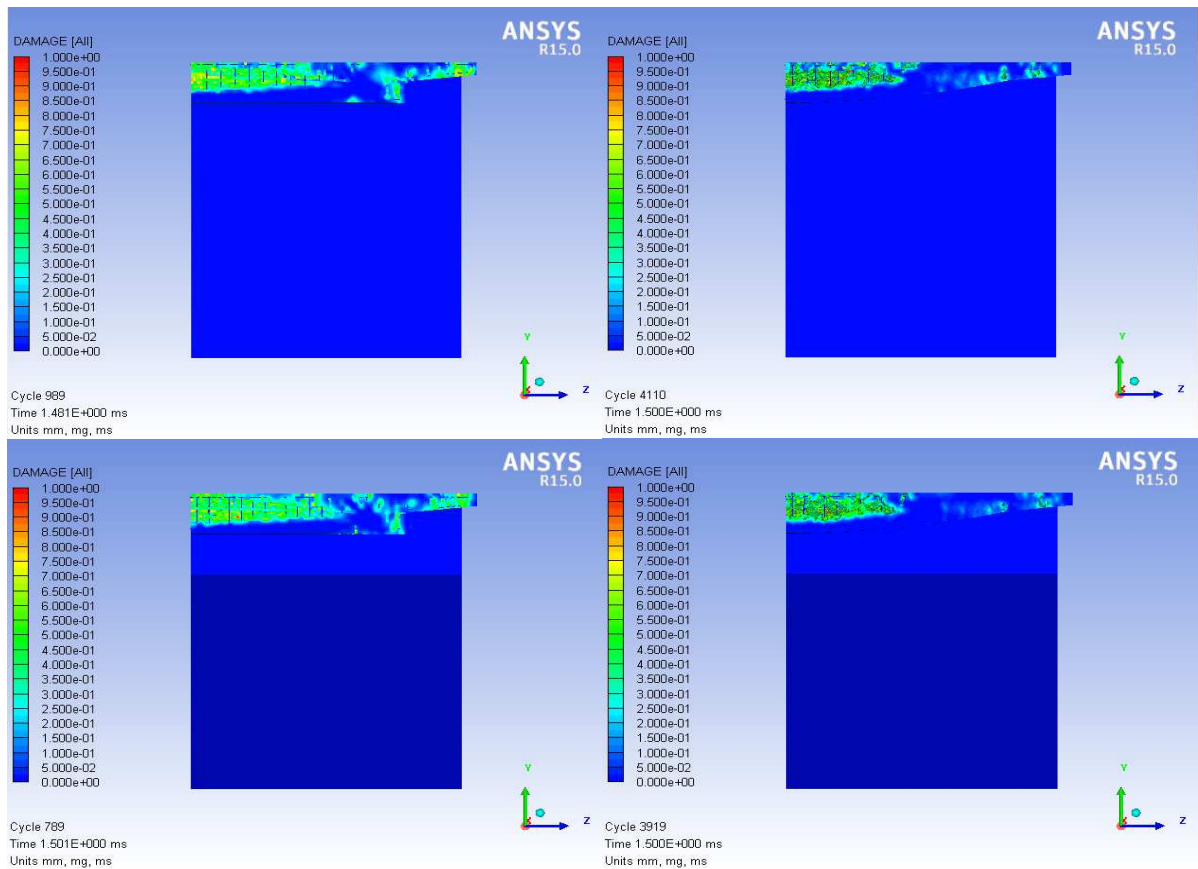 ANSYS
R15.0
DAMAGE [All]
1.000e+00
9.500e-01
9.000e-01
8.500e-01
8.000e-01
7.500e-01
7.000e-01
6.500e-01
6.000e-01
5.500e-01
5.000e-01
4.500e-01
4.000e-01
3.500e-01
3.000e-01
2.500e-01
2.000e-01
1.500e-01
1.000e-01
5.000e-02
0.000e+00
Y
X
Z
Cycle 989
Time 1.481E+000 ms
Units mm, mg, ms
ANSYS
R15.0
DAMAGE [All]
1.000e+00
9.500e-01
9.000e-01
8.500e-01
8.000e-01
7.500e-01
7.000e-01
6.500e-01
6.000e-01
5.500e-01
5.000e-01
4.500e-01
4.000e-01
3.500e-01
3.000e-01
2.500e-01
2.000e-01
1.500e-01
1.000e-01
5.000e-02
0.000e+00
Y
X
Z
Cycle 4110
Time 1.500E+000 ms
Units mm, mg, ms
ANSYS
R15.0
DAMAGE [All]
1.000e+00
9.500e-01
9.000e-01
8.500e-01
8.000e-01
7.500e-01
7.000e-01
6.500e-01
6.000e-01
5.500e-01
5.000e-01
4.500e-01
4.000e-01
3.500e-01
3.000e-01
2.500e-01
2.000e-01
1.500e-01
1.000e-01
5.000e-02
0.000e+00
Y
X
Z
Cycle 789
Time 1.501E+000 ms
Units mm, mg, ms
ANSYS
R15.0
DAMAGE [All]
1.000e+00
9.500e-01
9.000e-01
8.500e-01
8.000e-01
7.500e-01
7.000e-01
6.500e-01
6.000e-01
5.500e-01
5.000e-01
4.500e-01
4.000e-01
3.500e-01
3.000e-01
2.500e-01
2.000e-01
1.500e-01
1.000e-01
5.000e-02
0.000e+00
Y
X
Z
Cycle 3919
Time 1.500E+000 ms
Units mm, mg, ms